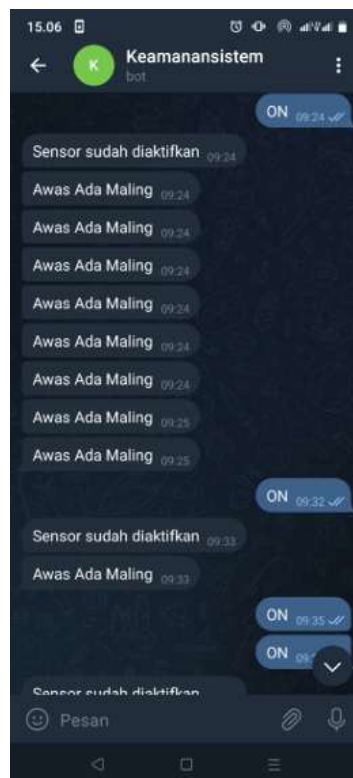 15.06
K
Keamanansistem
bot
ON 09:24
Sensor sudah diaktifkan 09:24
Awas Ada Maling 09:24
Awas Ada Maling 09:24
Awas Ada Maling 09:24
Awas Ada Maling 09:24
Awas Ada Maling 09:24
Awas Ada Maling 09:24
Awas Ada Maling 09:25
Awas Ada Maling 09:25
ON 09:32
Sensor sudah diaktifkan 09:33
Awas Ada Maling 09:33
ON 09:35
ON
Sensor sudah diaktifkan
Pesan